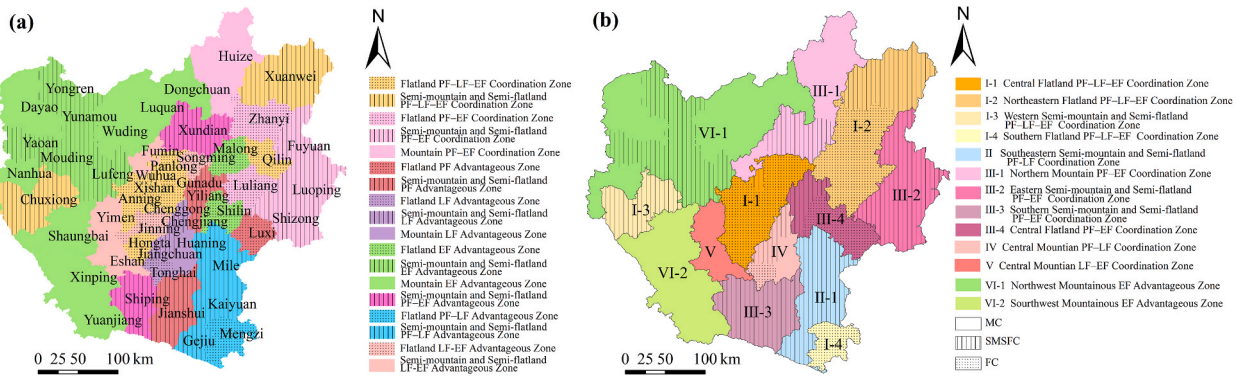 (a)
N
Huize
Xuanwei
Yongren
Dongchuan
Dayao
Luquan
Yunamou
Zhanyi
Wuding
Xundian
Yaoan
Fumin
Malong
Fuyuan
Mouding
Songming
Panlong
Qilin
Nanhua
Lufeng
Wuhua
Gunadu
Luliang
Luoping
Xishan
Yiliang
Chuxiong
Anning
Chenggong
Shilin
Shizong
Yimen
Chengjiang
Jinning
Luxi
Shaungbai
Hongta
Huaning
Jiangchuan
Eshan
Mile
Xinping
Tonghai
Shiping
Kaiyuan
Yuanjiang
Jianshui
Mengzi
Gejiu
0 25 50 100 km
Flatland PF–LF–EF Coordination Zone
Semi-mountain and Semi-flatland
PF–LF–EF Coordination Zone
Flatland PF–EF Coordination Zone
Semi-mountain and Semi-flatland
PF–EF Coordination Zone
Mountain PF–EF Coordination Zone
Flatland PF Advantageous Zone
Semi-mountain and Semi-flatland
PF Advantageous Zone
Flatland LF Advantageous Zone
Semi-mountain and Semi-flatland
LF Advantageous Zone
Mountain LF Advantageous Zone
Flatland EF Advantageous Zone
Semi-mountain and Semi-flatland
EF Advantageous Zone
Mountain EF Advantageous Zone
Semi-mountain and Semi-flatland
PF–EF Advantageous Zone
Flatland PF–LF Advantageous Zone
Semi-mountain and Semi-flatland
PF–LF Advantageous Zone
Flatland LF-EF Advantageous Zone
Semi-mountain and Semi-flatland
LF-EF Advantageous Zone
(b)
N
III-1
I-2
VI-1
III-2
I-3
I-1
III-4
V
IV
VI-2
II-1
III-3
I-4
0 25 50 100 km
I-1 Central Flatland PF–LF–EF Coordination Zone
I-2 Northeastern Flatland PF–LF–EF Coordination Zone
I-3 Western Semi-mountain and Semi-flatland
PF–LF–EF Coordination Zone
I-4 Southern Flatland PF–LF–EF Coordination Zone
II Southeastern Semi-mountain and Semi-flatland
PF-LF Coordination Zone
III-1 Northern Mountain PF–EF Coordination Zone
III-2 Eastern Semi-mountain and Semi-flatland
PF–EF Coordination Zone
III-3 Southern Semi-mountain and Semi-flatland
PF–EF Coordination Zone
III-4 Central Flatland PF–EF Coordination Zone
IV Central Mountian PF–LF Coordination Zone
V Central Mountian LF–EF Coordination Zone
VI-1 Northwest Mountainous EF Advantageous Zone
VI-2 Sourthwest Mountainous EF Advantageous Zone
MC
SMSFC
FC